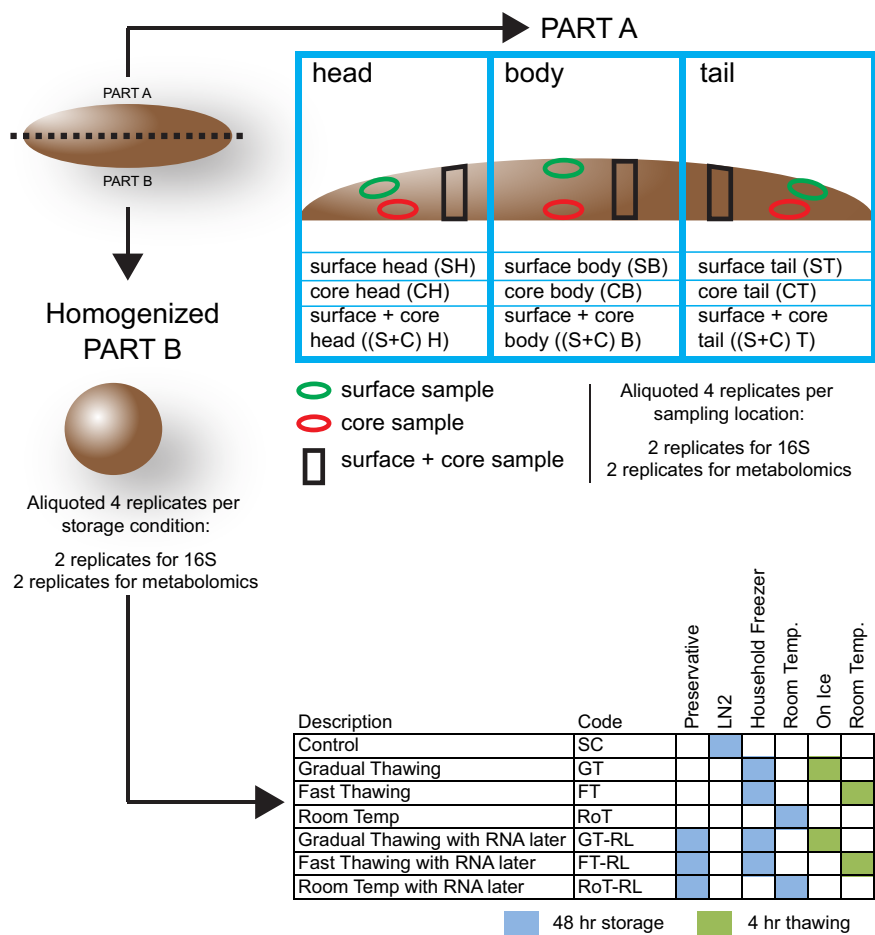 PART A
PART A
PART B
head
body
tail
surface head (SH)
surface body (SB)
surface tail (ST)
core head (CH)
core body (CB)
core tail (CT)
surface + core
head ((S+C) H)
surface + core
body ((S+C) B)
surface + core
tail ((S+C) T)
surface sample
core sample
surface + core sample
Aliquoted 4 replicates per
sampling location:
2 replicates for 16S
2 replicates for metabolomics
Homogenized
PART B
Aliquoted 4 replicates per
storage condition:
2 replicates for 16S
2 replicates for metabolomics
Description
Code
Preservative
LN2
Household Freezer
Room Temp.
On Ice
Room Temp.
Control SC
Gradual Thawing GT
Fast Thawing FT
Room Temp RoT
Gradual Thawing with RNA later GT-RL
Fast Thawing with RNA later FT-RL
Room Temp with RNA later RoT-RL
48 hr storage
4 hr thawing